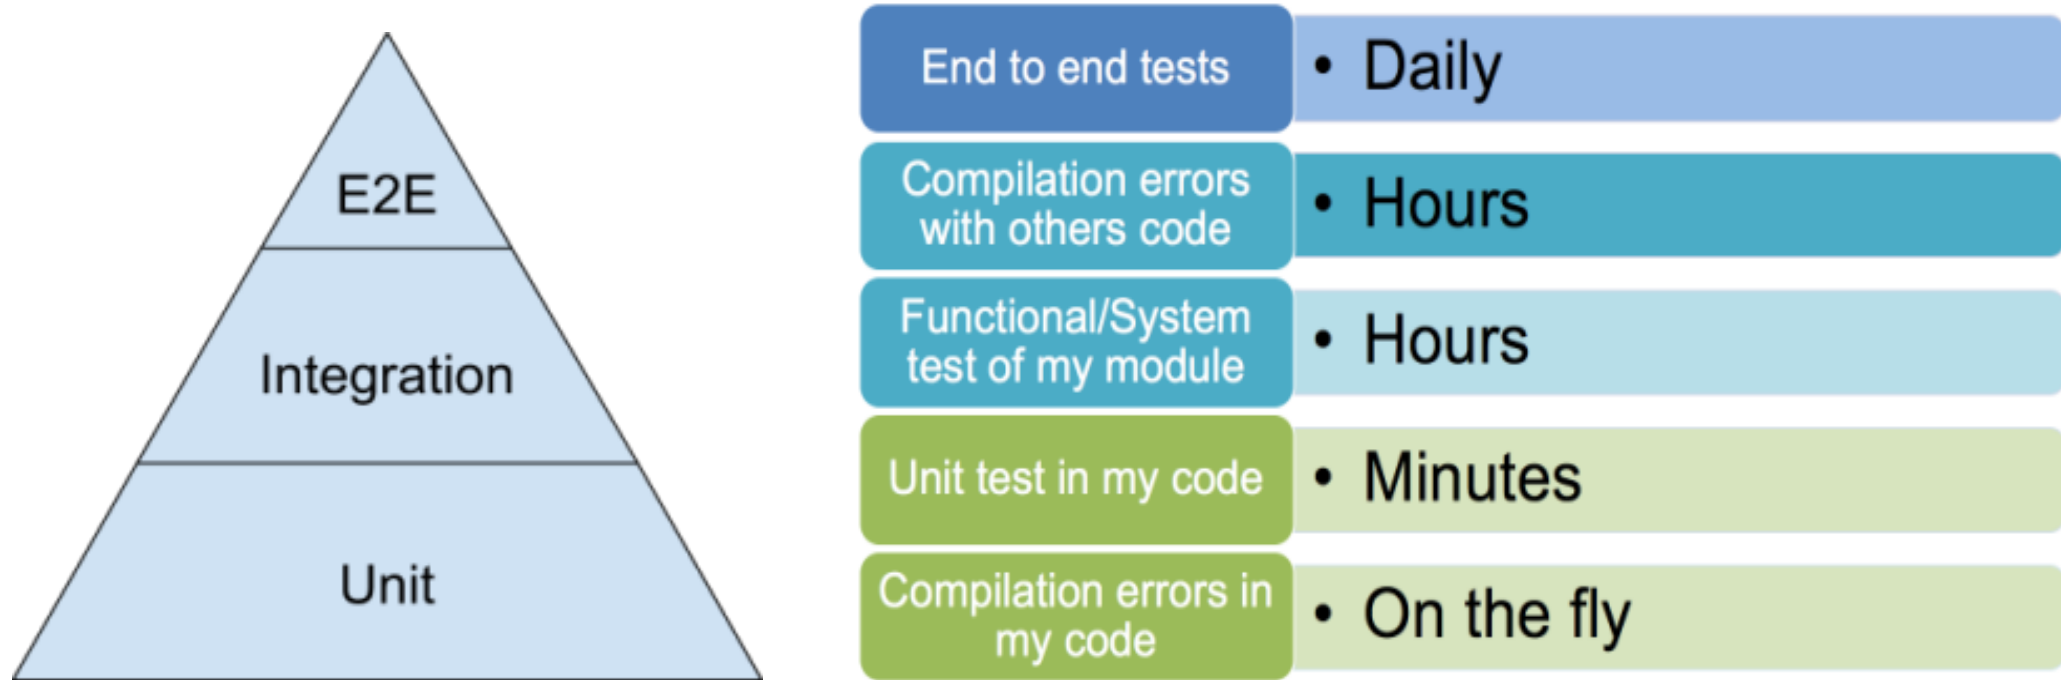 E2E
Integration
Unit
End to end tests
• Daily
Compilation errors
with others code
• Hours
Functional/System
test of my module
• Hours
Unit test in my code
• Minutes
Compilation errors in
my code
• On the fly